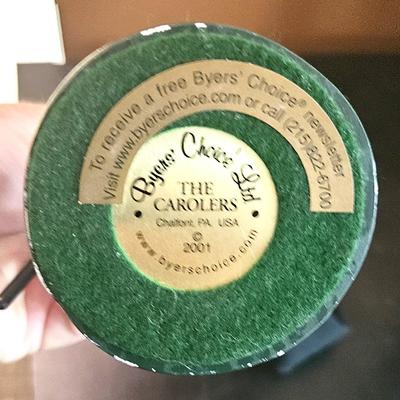 To receive a free Byers' Choice® newsletter
Visit www.byerschoice.com or call (215)822-6700
Byers' Choice Ltd
THE
CAROLERS
Chalfont, PA. USA
©
2001
www.byerschoice.com